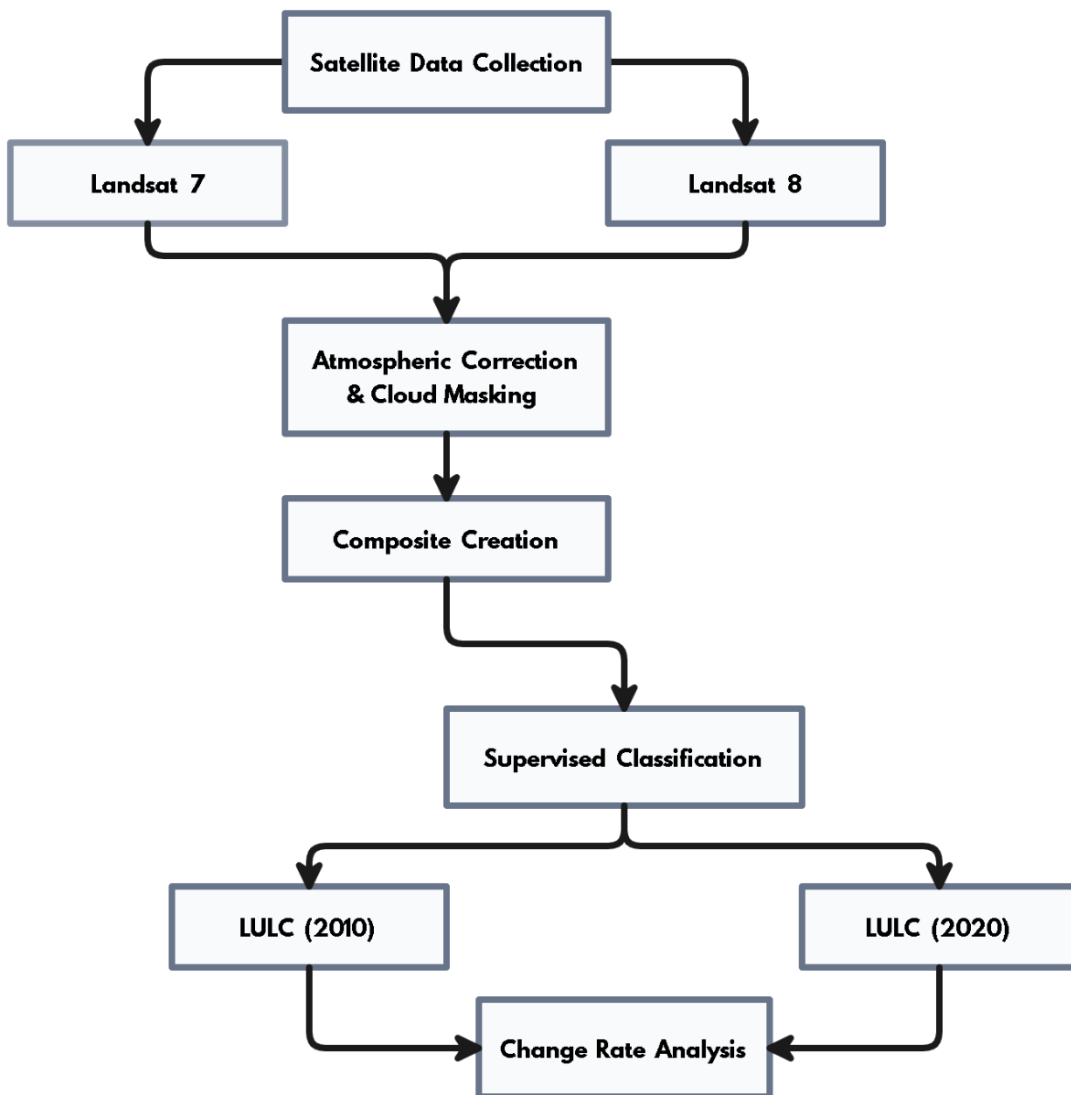 Satellite Data Collection
Landsat 7
Landsat 8
Atmospheric Correction
& Cloud Masking
Composite Creation
Supervised Classification
LULC (2010)
LULC (2020)
Change Rate Analysis